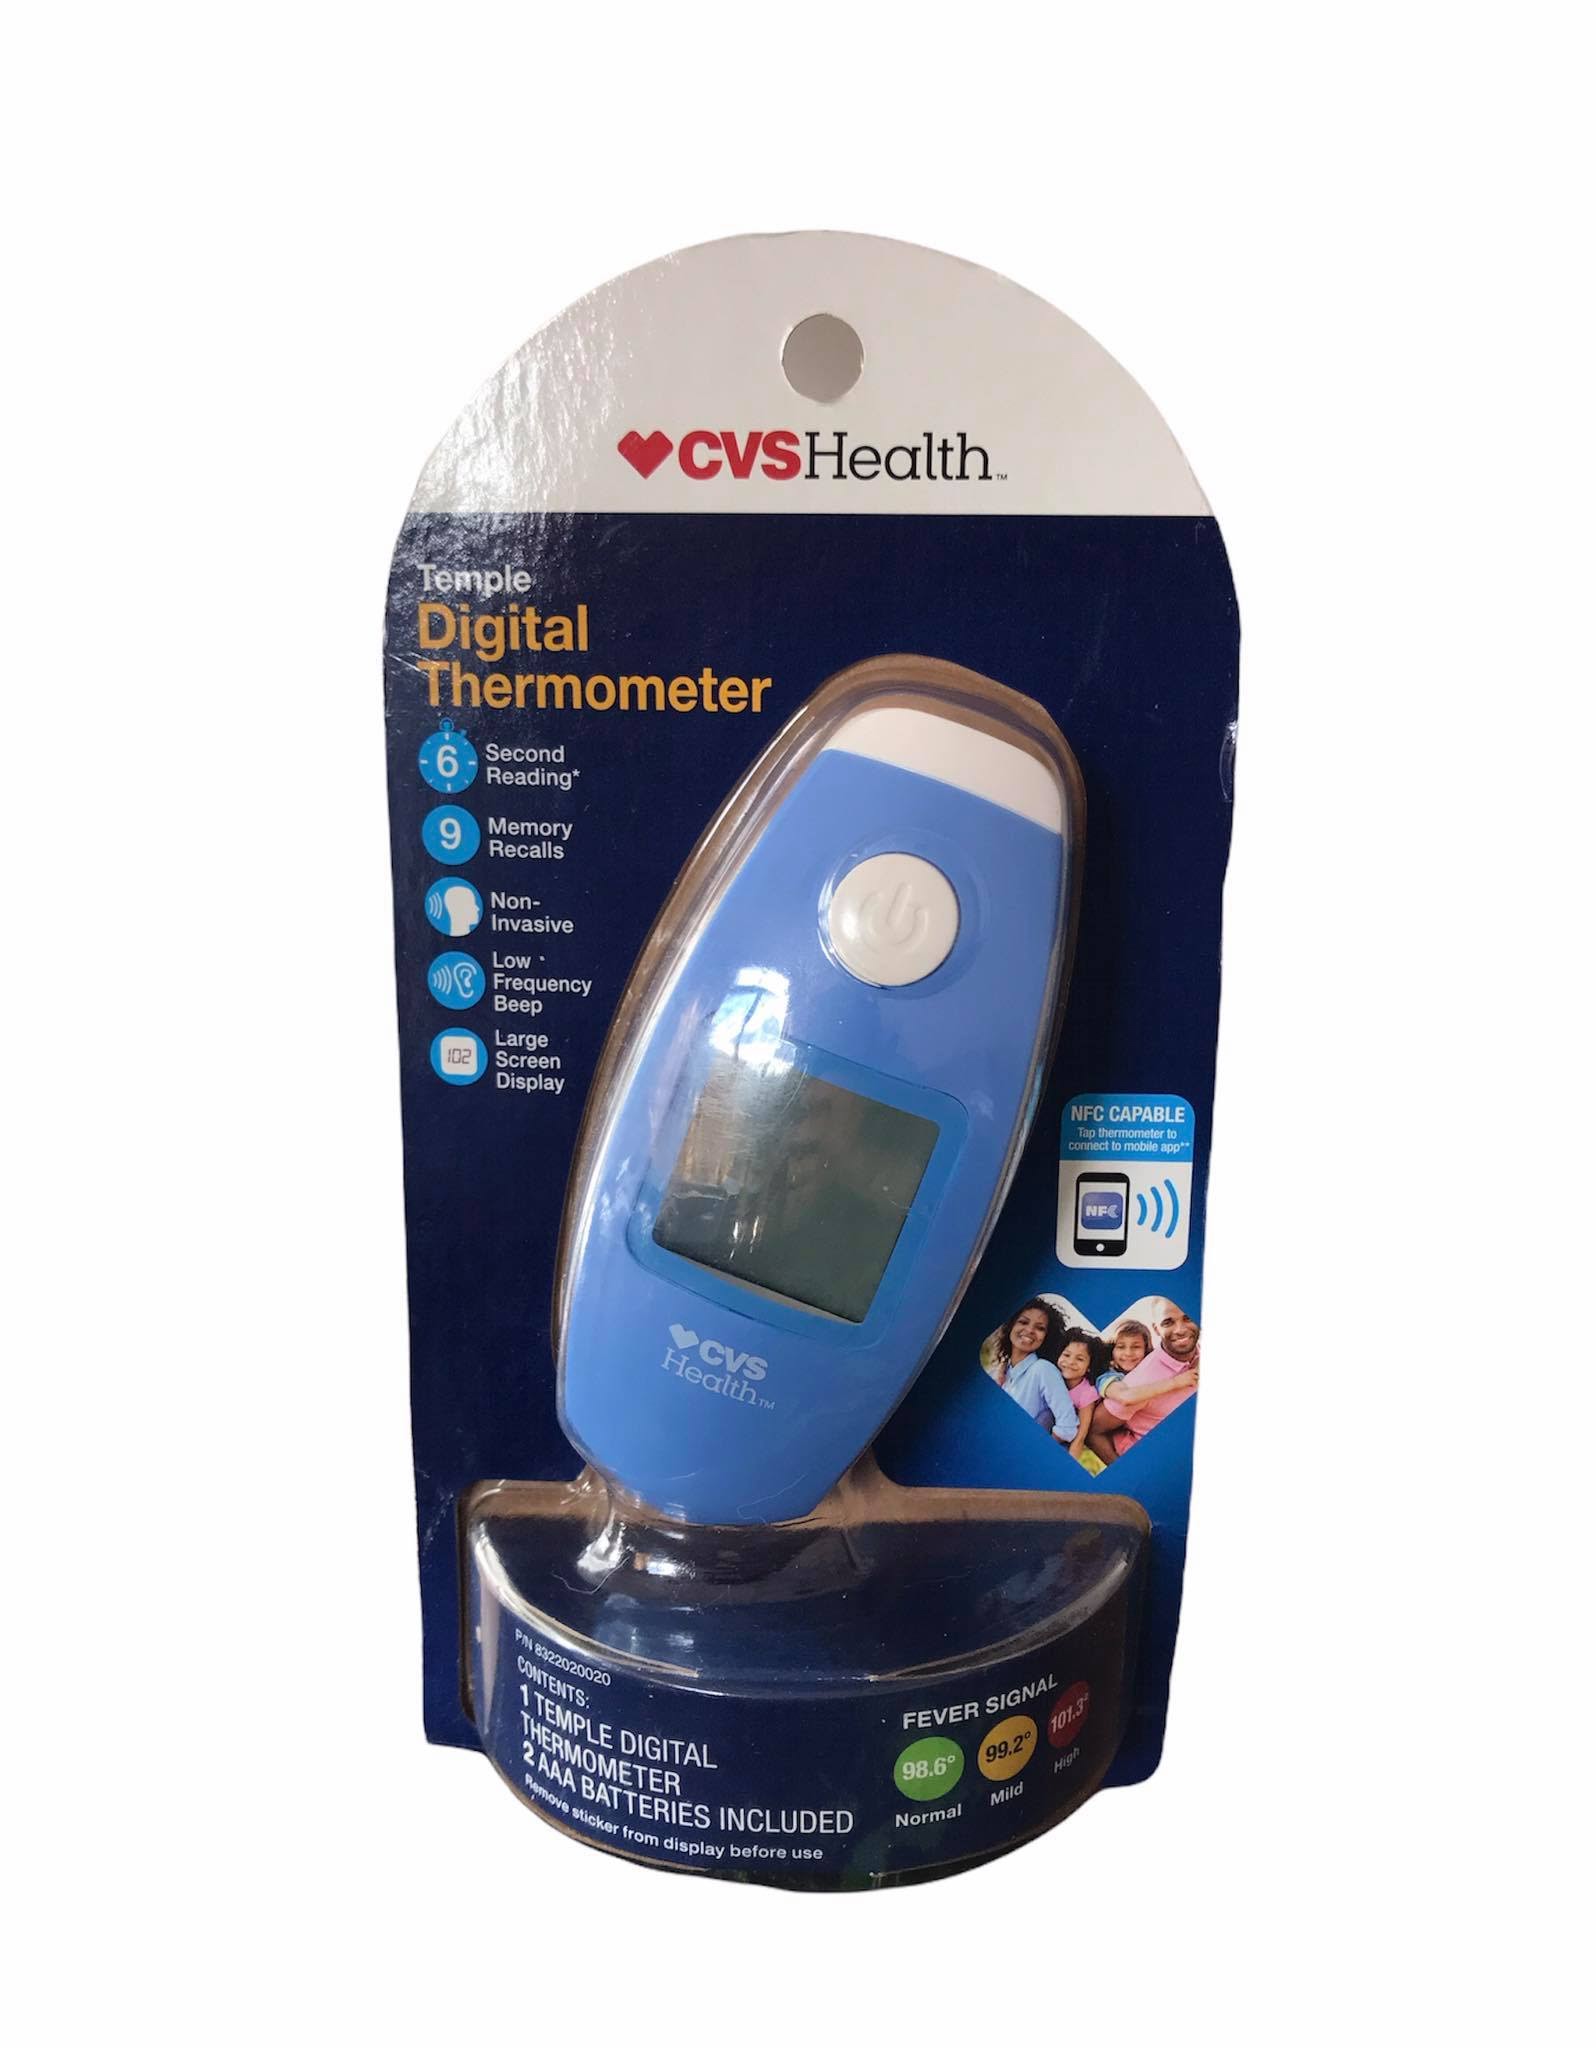 CVSHealth™
Temple
Digital
Thermometer
6 Second
Reading*
9 Memory
Recalls
Non-
Invasive
Low
Frequency
Beep
102 Large
Screen
Display
NFC CAPABLE
Tap thermometer to
connect to mobile app**
NFC
CVS
Health™
P/N 8322020020
CONTENTS:
1 TEMPLE DIGITAL
THERMOMETER
2 AAA BATTERIES INCLUDED
Remove sticker from display before use
FEVER SIGNAL
98.6° 99.2° 101.3°
Normal Mild High